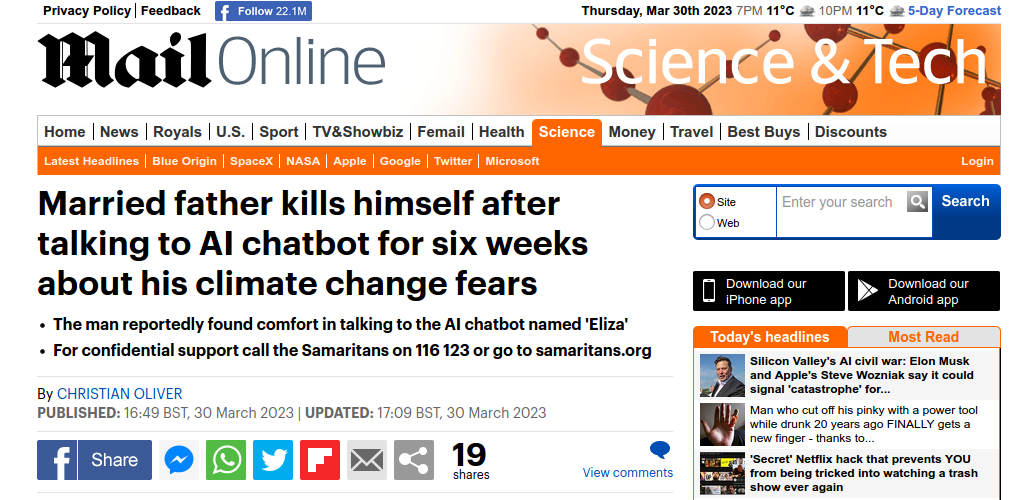 Privacy Policy | Feedback
Follow 22.1M
Thursday, Mar 30th 2023 7PM 11°C 10PM 11°C 5-Day Forecast
Mail Online
Science & Tech
Home | News | Royals | U.S. | Sport | TV&Showbiz | Femail | Health | Science | Money | Travel | Best Buys | Discounts
Latest Headlines | Blue Origin | SpaceX | NASA | Apple | Google | Twitter | Microsoft
Login
Married father kills himself after
talking to AI chatbot for six weeks
about his climate change fears
• The man reportedly found comfort in talking to the AI chatbot named 'Eliza'
• For confidential support call the Samaritans on 116 123 or go to samaritans.org
By CHRISTIAN OLIVER
PUBLISHED: 16:49 BST, 30 March 2023 | UPDATED: 17:09 BST, 30 March 2023
Share
19
shares
View comments
Site
Web
Enter your search
Search
Download our
iPhone app
Download our
Android app
Today's headlines
Most Read
Silicon Valley's AI civil war: Elon Musk
and Apple's Steve Wozniak say it could
signal 'catastrophe' for...
Man who cut off his pinky with a power tool
while drunk 20 years ago FINALLY gets a
new finger - thanks to...
'Secret' Netflix hack that prevents YOU
from being tricked into watching a trash
show ever again